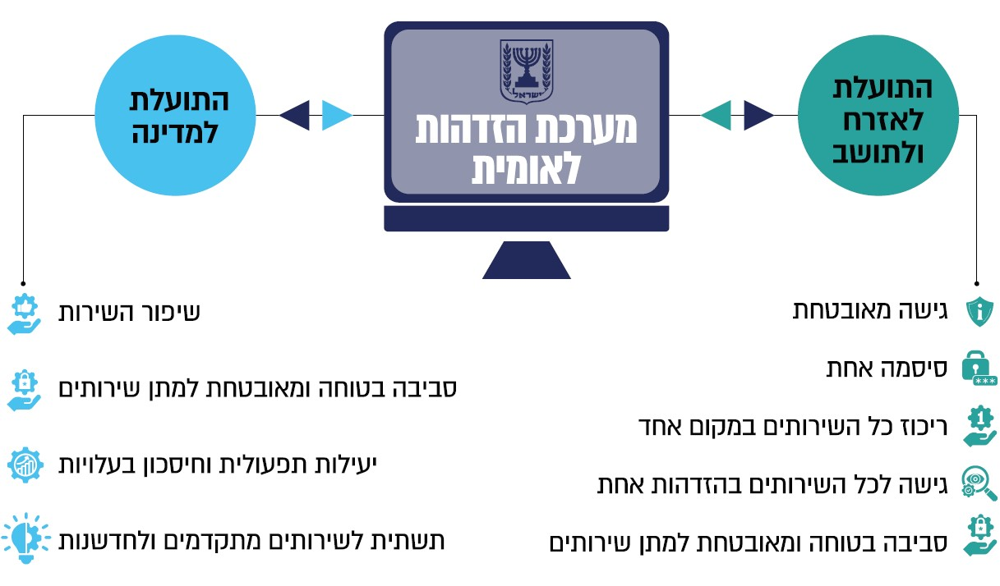 ישראל
מערכת הזדהות
לאומית
התועלת
לאזרח
ולתושב
גישה מאובטחת
סיסמה אחת
***
1
ריכוז כל השירותים במקום אחד
גישה לכל השירותים בהזדהות אחת
סביבה בטוחה ומאובטחת למתן שירותים
התועלת
למדינה
שיפור השירות
סביבה בטוחה ומאובטחת למתן שירותים
יעילות תפעולית וחיסכון בעלויות
תשתית לשירותים מתקדמים ולחדשנות